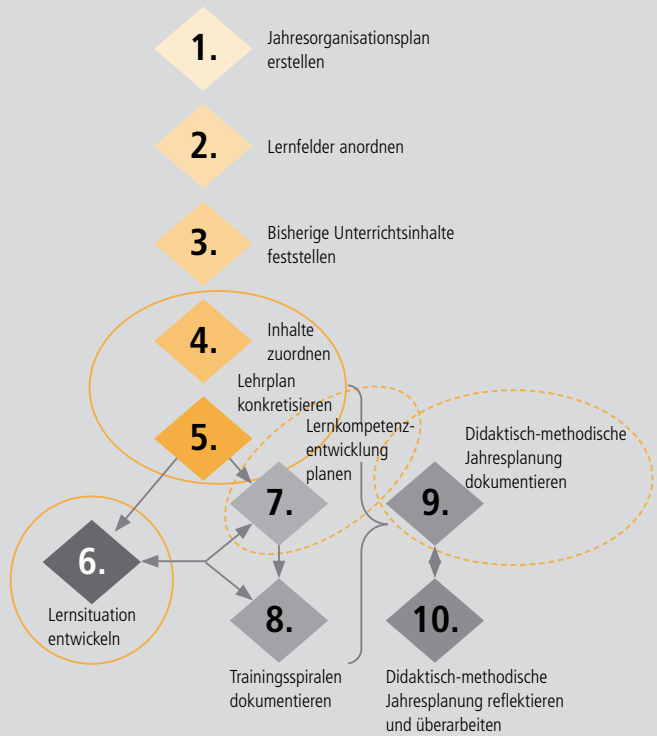 1.
Jahresorganisationsplan
erstellen
2.
Lernfelder anordnen
3.
Bisherige Unterrichtsinhalte
feststellen
4.
Inhalte
zuordnen
5.
Lehrplan
konkretisieren
6.
Lernsituation
entwickeln
7.
Lernkompetenz-
entwicklung
planen
8.
Trainingsspiralen
dokumentieren
9.
Didaktisch-methodische
Jahresplanung
dokumentieren
10.
Didaktisch-methodische
Jahresplanung reflektieren
und überarbeiten